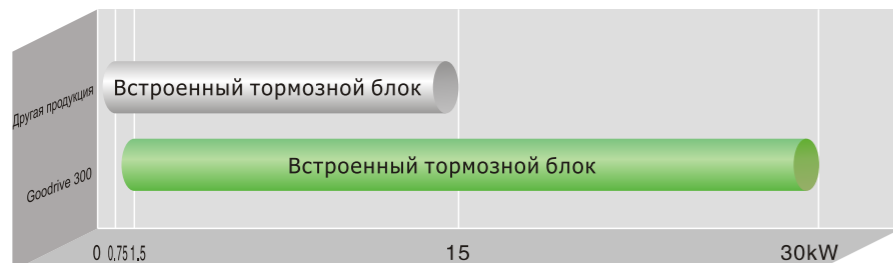 Другая продукция
Встроенный тормозной блок
Goodrive 300
Встроенный тормозной блок
0 0,75 1,5 15 30kW